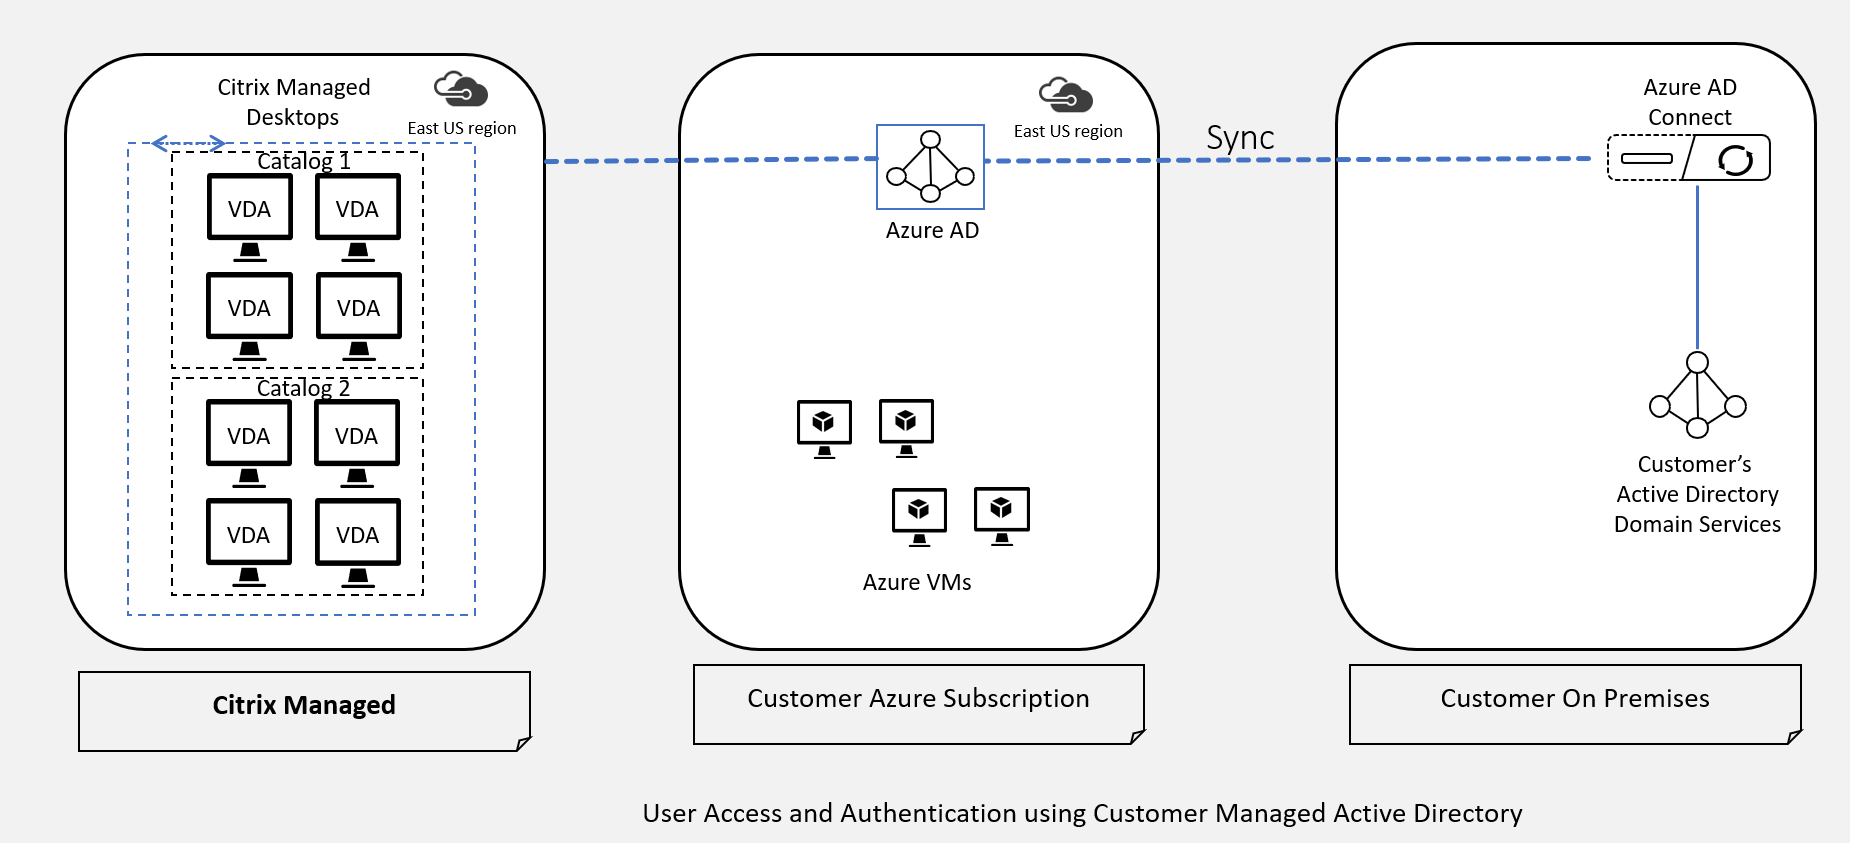 Citrix Managed
Desktops
East US region
Catalog 1
VDA
VDA
VDA
VDA
Catalog 2
VDA
VDA
VDA
VDA
Citrix Managed
East US region
Azure AD
Azure VMs
Customer Azure Subscription
Sync
Azure AD
Connect
Customer’s
Active Directory
Domain Services
Customer On Premises
User Access and Authentication using Customer Managed Active Directory